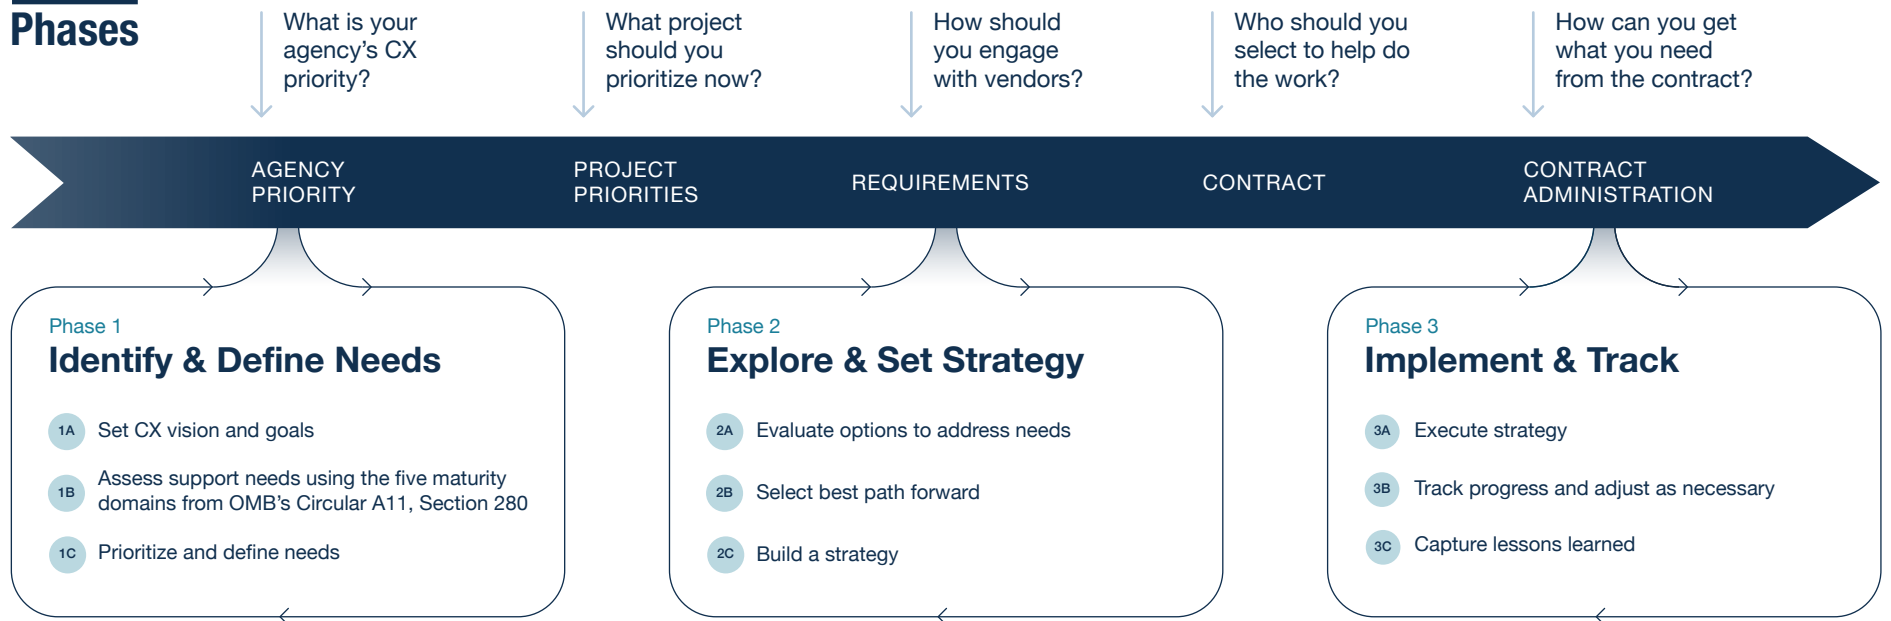 Phases
What is your
agency’s CX
priority?
What project
should you
prioritize now?
How should
you engage
with vendors?
Who should you
select to help do
the work?
How can you get
what you need
from the contract?
AGENCY
PRIORITY
PROJECT
PRIORITIES
REQUIREMENTS
CONTRACT
CONTRACT
ADMINISTRATION
Phase 1
Identify & Define Needs
1A Set CX vision and goals
1B Assess support needs using the five maturity
domains from OMB’s Circular A11, Section 280
1C Prioritize and define needs
Phase 2
Explore & Set Strategy
2A Evaluate options to address needs
2B Select best path forward
2C Build a strategy
Phase 3
Implement & Track
3A Execute strategy
3B Track progress and adjust as necessary
3C Capture lessons learned